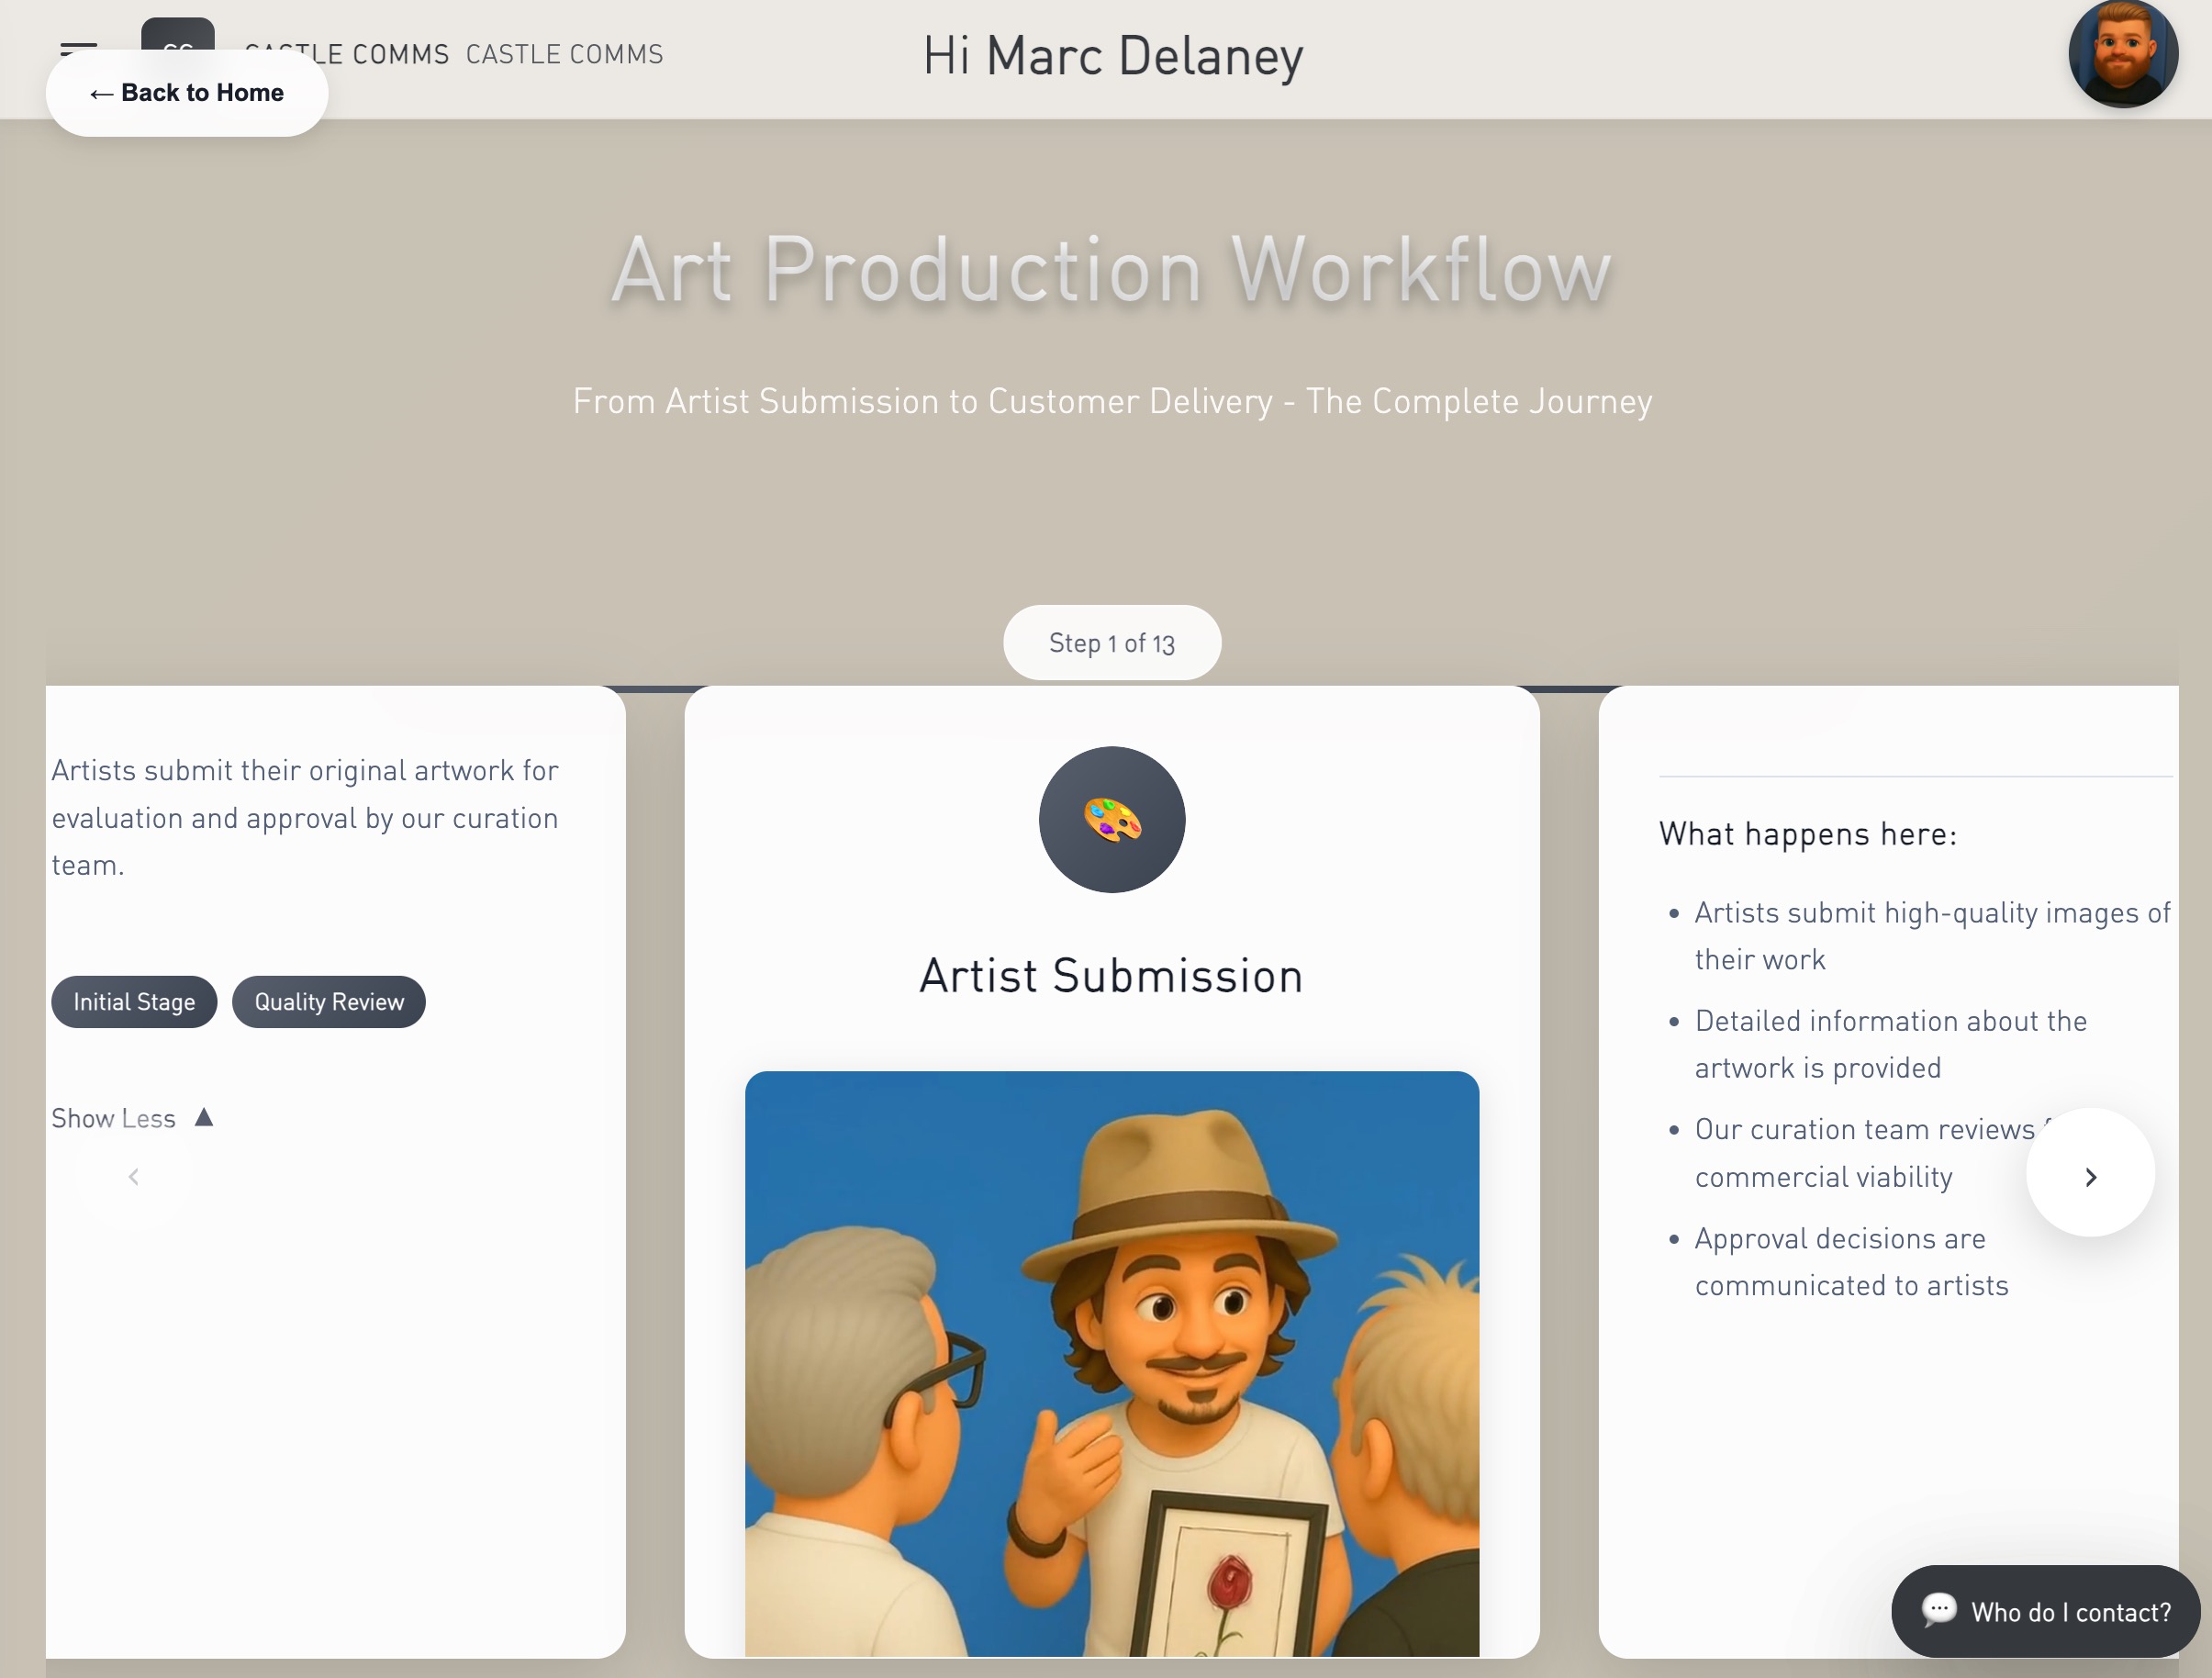 CASTLE COMMS CASTLE COMMS
Hi Marc Delaney
← Back to Home
Art Production Workflow
From Artist Submission to Customer Delivery - The Complete Journey
Step 1 of 13
Artists submit their original artwork for
evaluation and approval by our curation
team.
Initial Stage
Quality Review
Show Less ▲
‹
Artist Submission
What happens here:
• Artists submit high-quality images of
their work
• Detailed information about the
artwork is provided
• Our curation team reviews
commercial viability
• Approval decisions are
communicated to artists
›
Who do I contact?